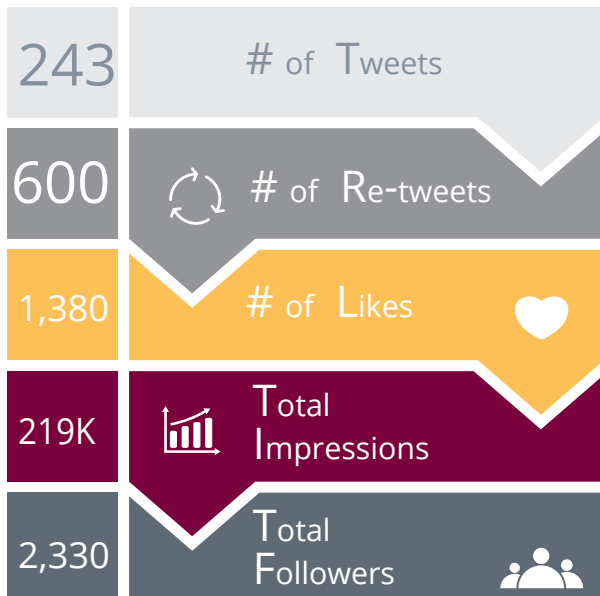 243 # of Tweets
600 # of Re-tweets
1,380 # of Likes
219K Total
Impressions
2,330 Total
Followers